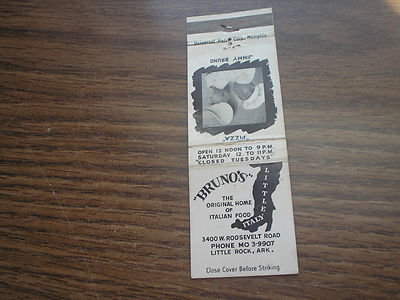 Universal Match Corp., Memphis
JIMMY BRUNO
"PIZZA"
OPEN 12 NOON TO 9 P.M.
SATURDAY 12 TO 11 P.M.
"CLOSED TUESDAYS"
"BRUNO'S"
LITTLE
ITALY
THE
ORIGINAL HOME
OF
ITALIAN FOOD
3400 W. ROOSEVELT ROAD
PHONE MO 3-9907
LITTLE ROCK, ARK.
Close Cover Before Striking